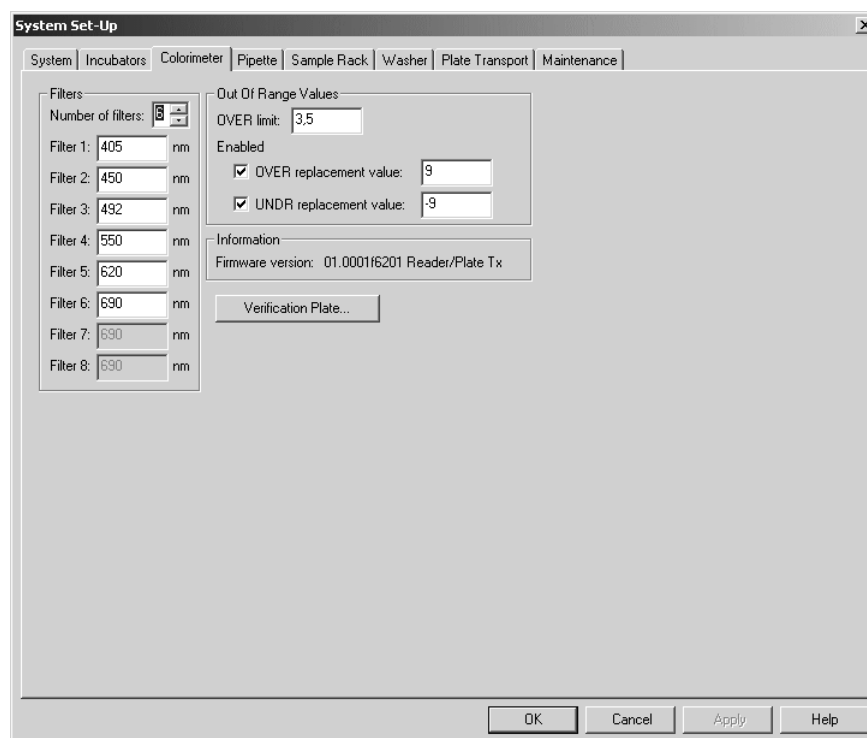 System Set-Up
System Incubators Colorimeter Pipette Sample Rack Washer Plate Transport Maintenance
Filters
Number of filters: 6
Filter 1: 405 nm
Filter 2: 450 nm
Filter 3: 492 nm
Filter 4: 550 nm
Filter 5: 620 nm
Filter 6: 690 nm
Filter 7: 690 nm
Filter 8: 690 nm
Out Of Range Values
OVER limit: 3,5
Enabled
OVER replacement value: 9
UNDR replacement value: -9
Information
Firmware version: 01.0001f6201 Reader/Plate Tx
Verification Plate...
OK Cancel Apply Help